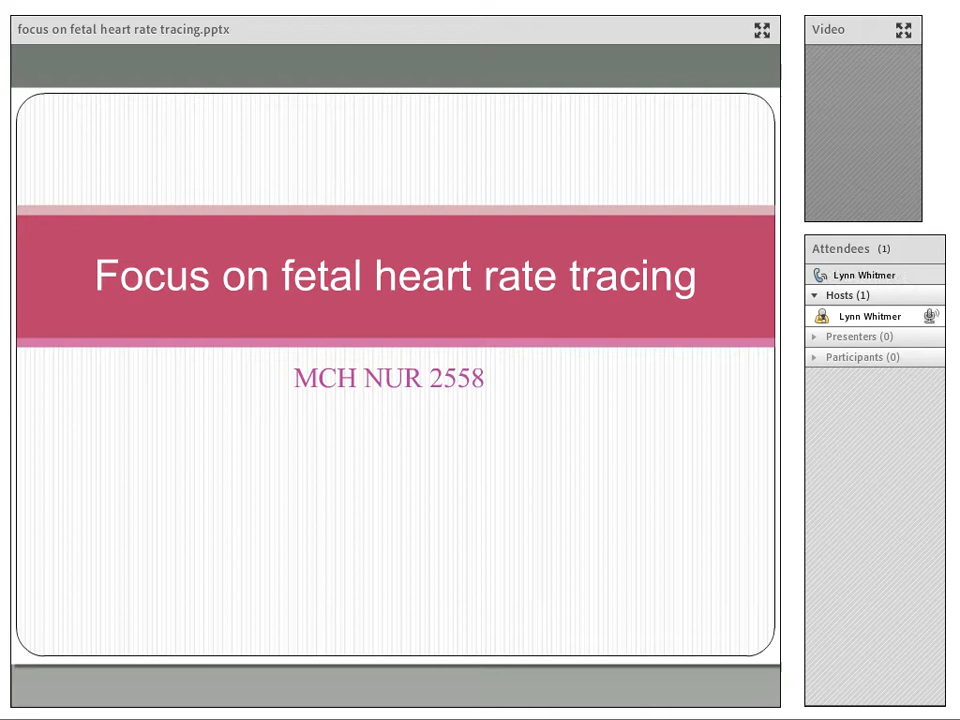 focus on fetal heart rate tracing.pptx
Focus on fetal heart rate tracing
MCH NUR 2558
Video
Attendees (1)
Lynn Whitmer
Hosts (1)
Lynn Whitmer
Presenters (0)
Participants (0)